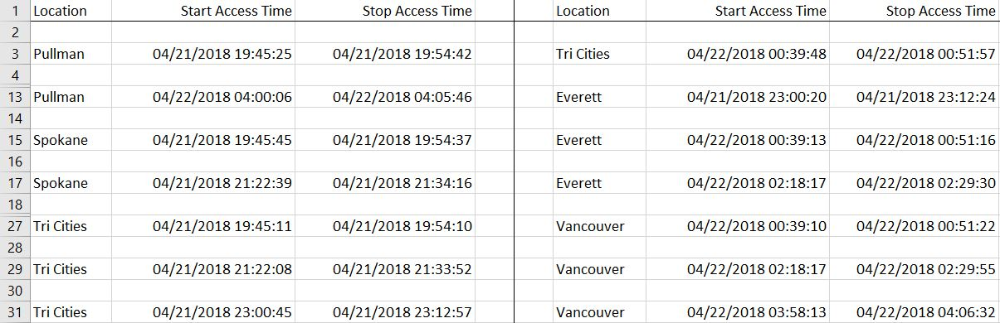 1 Location Start Access Time Stop Access Time Location Start Access Time Stop Access Time
2
3 Pullman 04/21/2018 19:45:25 04/21/2018 19:54:42 Tri Cities 04/22/2018 00:39:48 04/22/2018 00:51:57
4
13 Pullman 04/22/2018 04:00:06 04/22/2018 04:05:46 Everett 04/21/2018 23:00:20 04/21/2018 23:12:24
14
15 Spokane 04/21/2018 19:45:45 04/21/2018 19:54:37 Everett 04/22/2018 00:39:13 04/22/2018 00:51:16
16
17 Spokane 04/21/2018 21:22:39 04/21/2018 21:34:16 Everett 04/22/2018 02:18:17 04/22/2018 02:29:30
18
27 Tri Cities 04/21/2018 19:45:11 04/21/2018 19:54:10 Vancouver 04/22/2018 00:39:10 04/22/2018 00:51:22
28
29 Tri Cities 04/21/2018 21:22:08 04/21/2018 21:33:52 Vancouver 04/22/2018 02:18:17 04/22/2018 02:29:55
30
31 Tri Cities 04/21/2018 23:00:45 04/21/2018 23:12:57 Vancouver 04/22/2018 03:58:13 04/22/2018 04:06:32